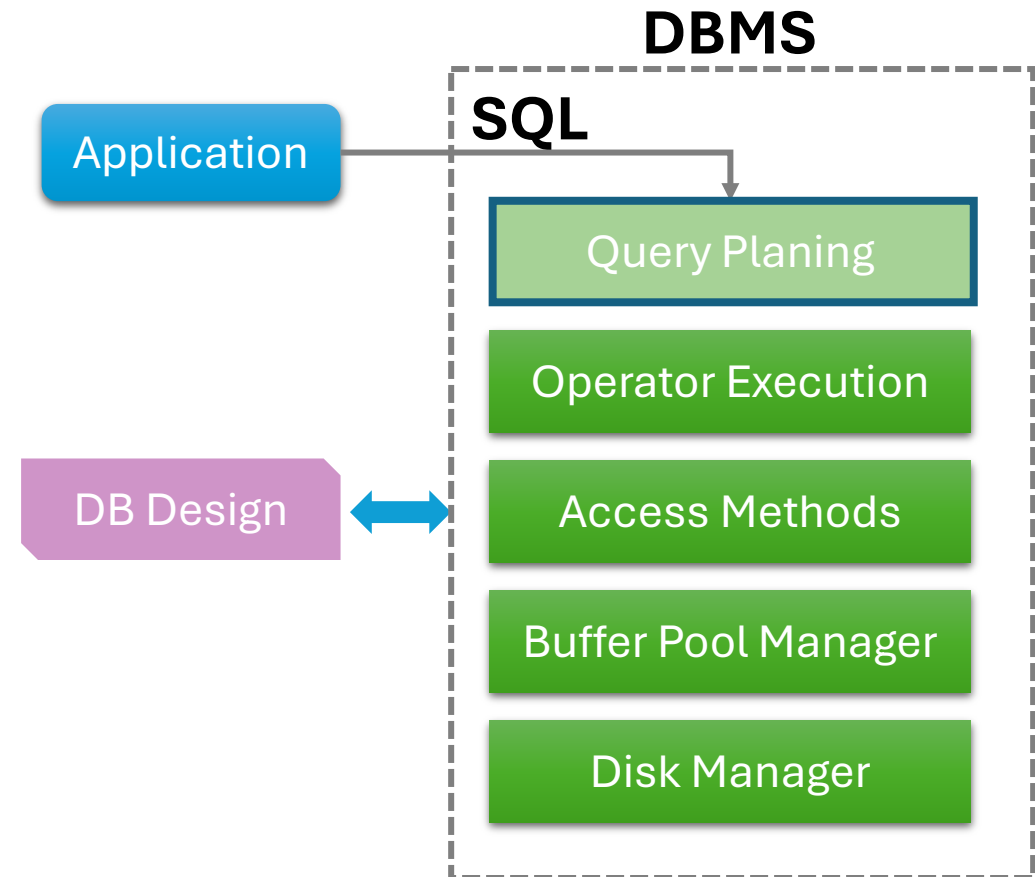 DBMS
SQL
Application
Query Planing
Operator Execution
DB Design
Access Methods
Buffer Pool Manager
Disk Manager